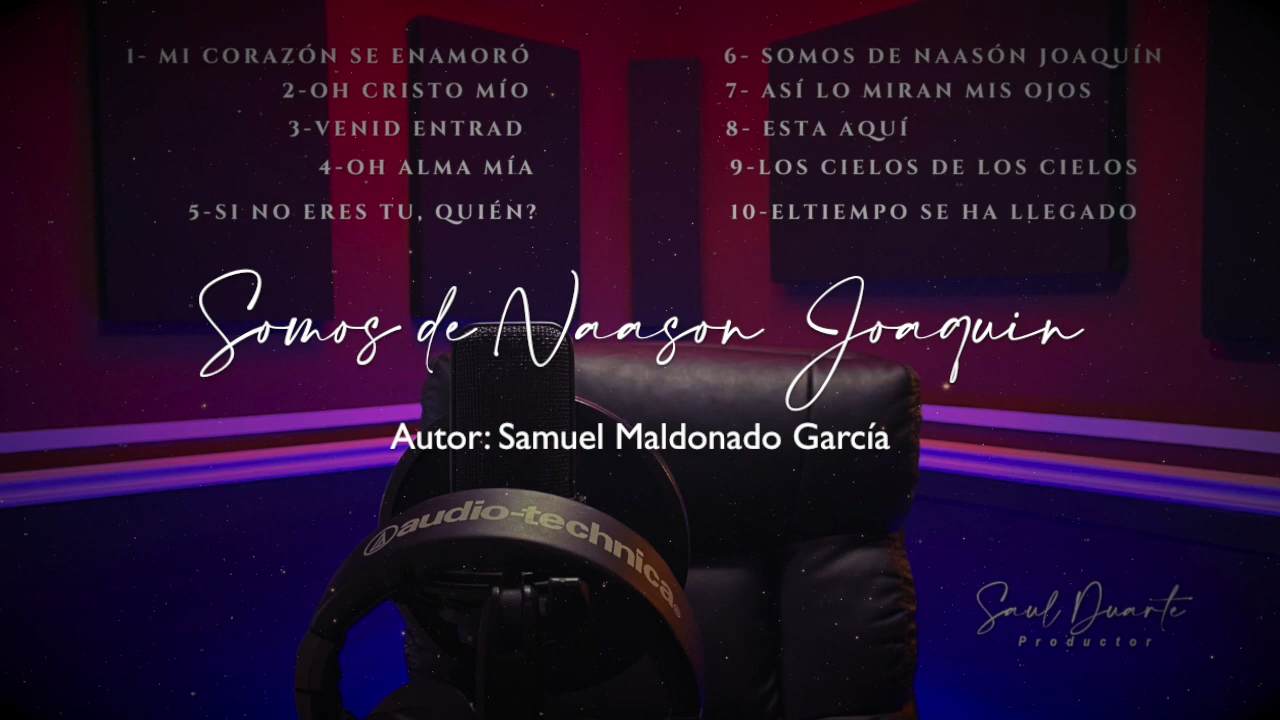 1- MI CORAZÓN SE ENAMORÓ
2-OH CRISTO MÍO
3-VENID ENTRAD
4-OH ALMA MÍA
5-SI NO ERES TU, QUIÉN?
6- SOMOS DE NAASÓN JOAQUÍN
7- ASÍ LO MIRAN MIS OJOS
8- ESTA AQUÍ
9-LOS CIELOS DE LOS CIELOS
10-ELTIEMPO SE HA LLEGADO
Somos de Naason Joaquin
Autor: Samuel Maldonado García
audio-technica
Saul Duarte
Productor